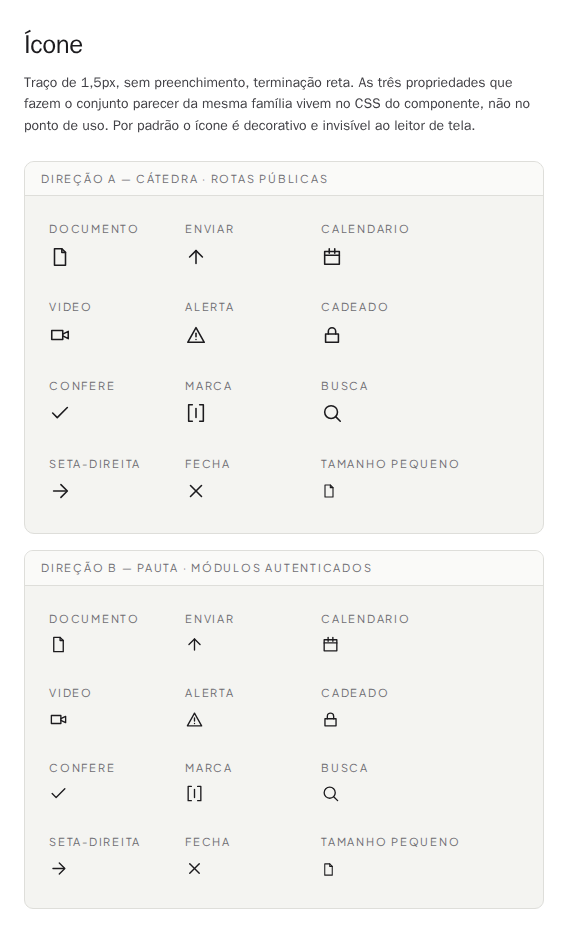 Ícone
Traço de 1,5px, sem preenchimento, terminação reta. As três propriedades que
fazem o conjunto parecer da mesma família vivem no CSS do componente, não no
ponto de uso. Por padrão o ícone é decorativo e invisível ao leitor de tela.
DIREÇÃO A — CÁTEDRA · ROTAS PÚBLICAS
DOCUMENTO ENVIAR CALENDARIO
VIDEO ALERTA CADEADO
CONFERE MARCA BUSCA
SETA-DIREITA FECHA TAMANHO PEQUENO
DIREÇÃO B — PAUTA · MÓDULOS AUTENTICADOS
DOCUMENTO ENVIAR CALENDARIO
VIDEO ALERTA CADEADO
CONFERE MARCA BUSCA
SETA-DIREITA FECHA TAMANHO PEQUENO